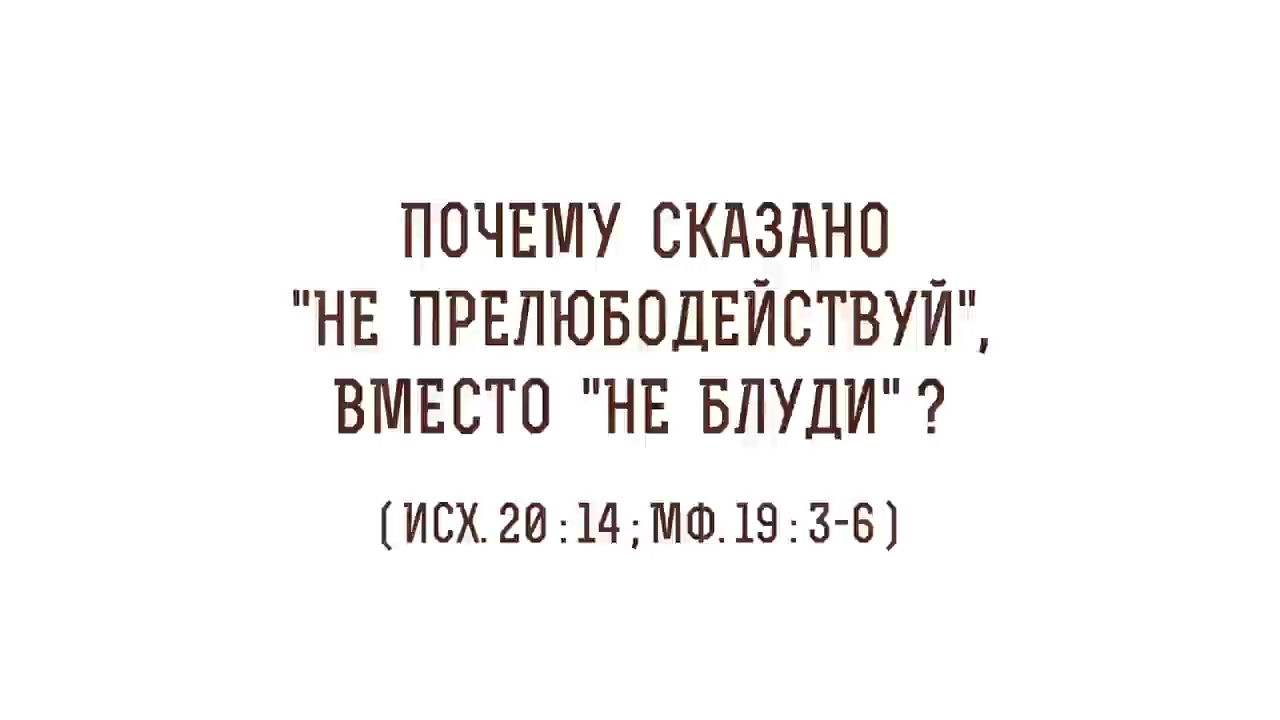 ПОЧЕМУ СКАЗАНО
"НЕ ПРЕЛЮБОДЕЙСТВУЙ",
ВМЕСТО "НЕ БЛУДИ"?
(ИСХ. 20:14; МФ. 19:3-6)